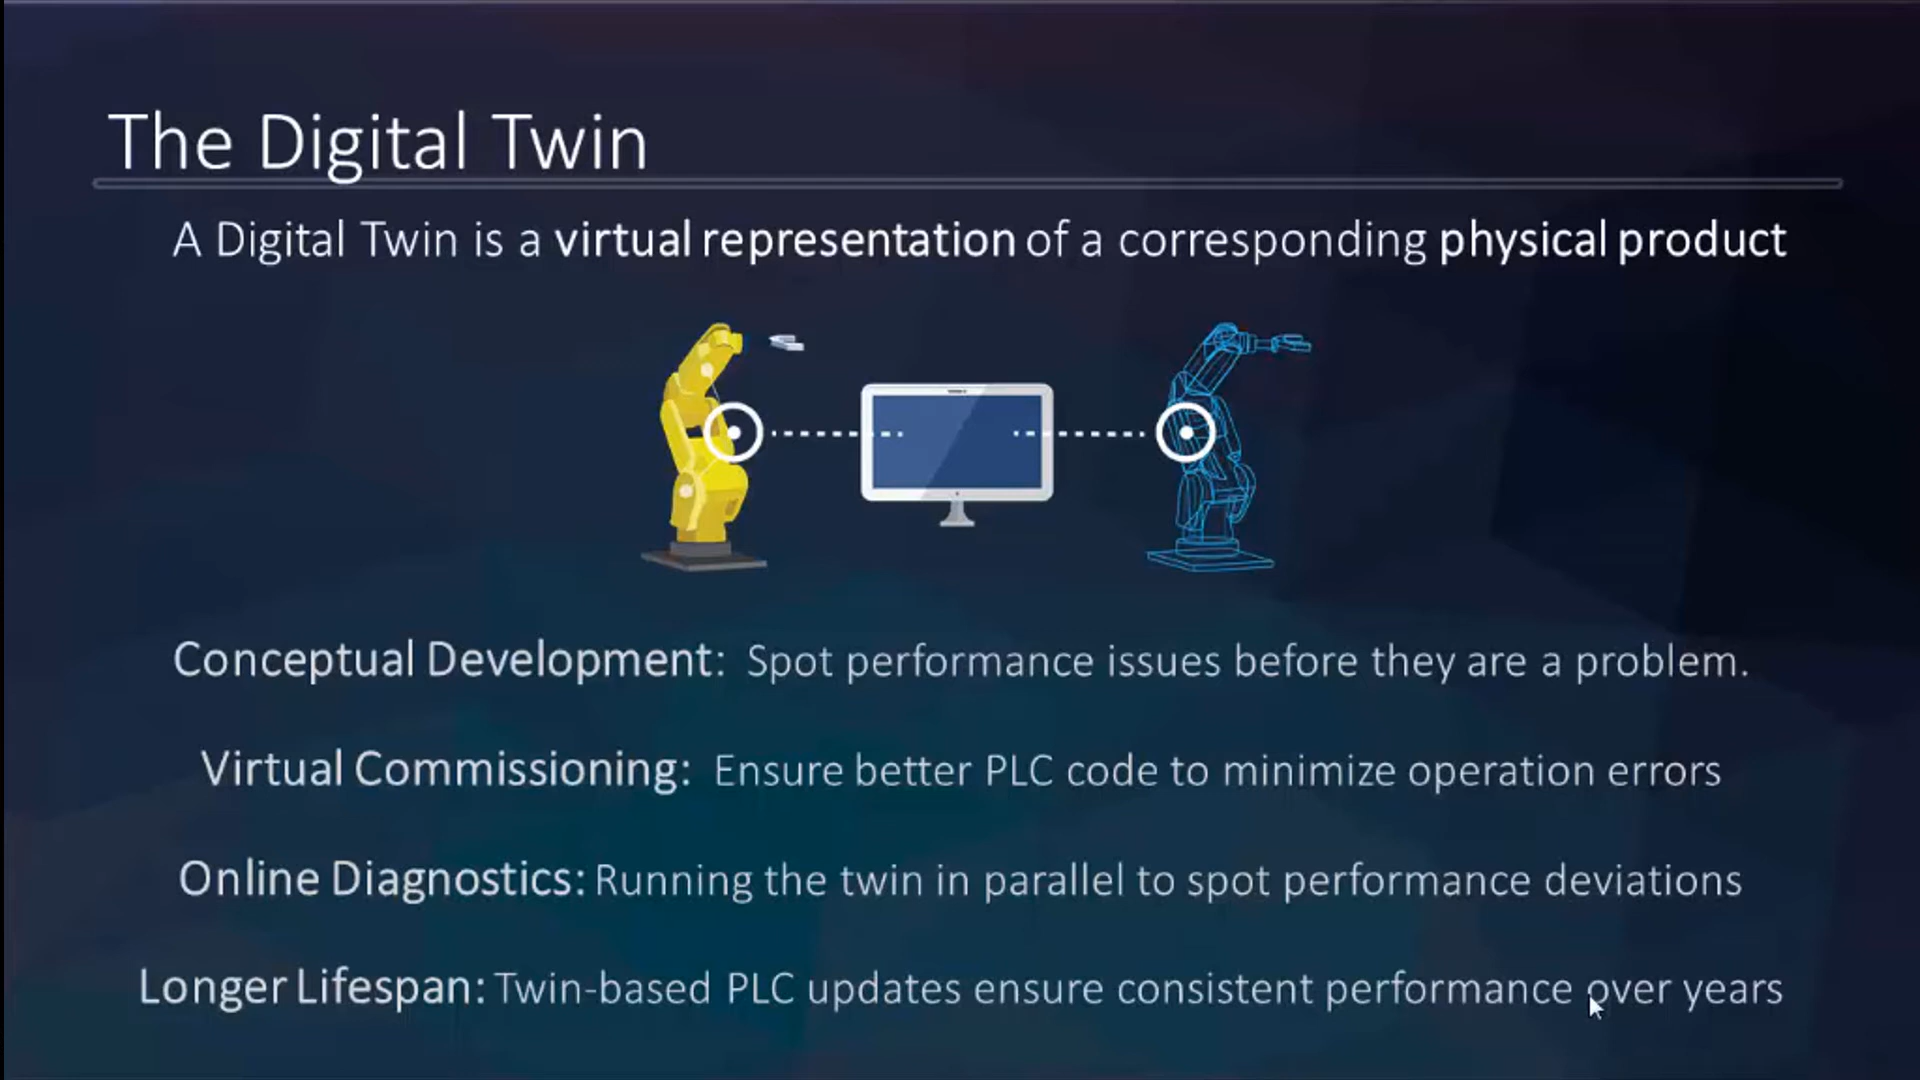 The Digital Twin
A Digital Twin is a virtual representation of a corresponding physical product
Conceptual Development: Spot performance issues before they are a problem.
Virtual Commissioning: Ensure better PLC code to minimize operation errors
Online Diagnostics: Running the twin in parallel to spot performance deviations
Longer Lifespan: Twin-based PLC updates ensure consistent performance over years